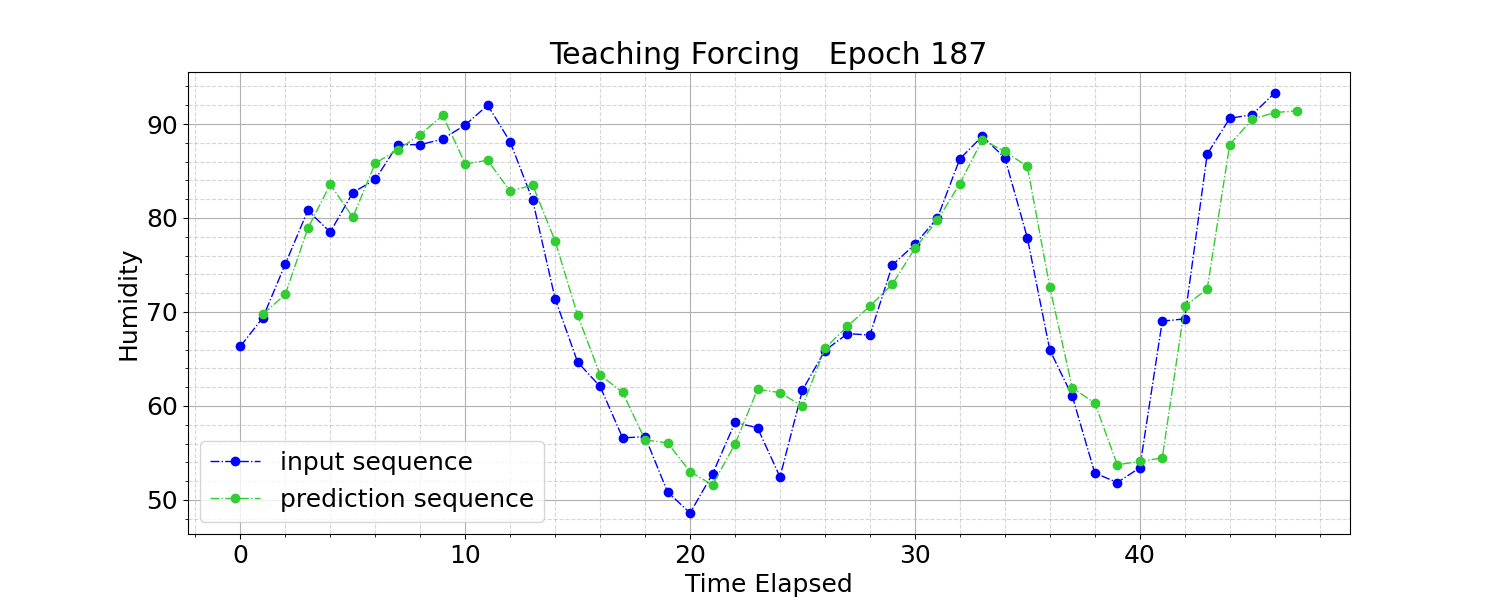 Teaching Forcing   Epoch 187
90
80
70
60
50
Humidity
input sequence
prediction sequence
0 10 20 30 40
Time Elapsed